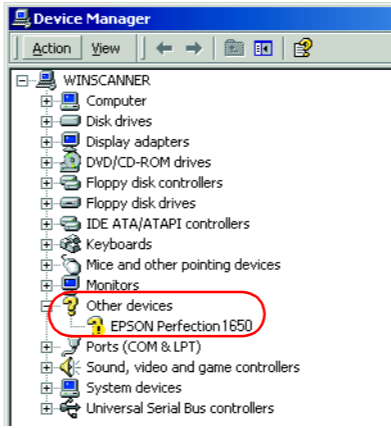 Device Manager
Action View
WINSCANNER
Computer
Disk drives
Display adapters
DVD/CD-ROM drives
Floppy disk controllers
Floppy disk drives
IDE ATA/ATAPI controllers
Keyboards
Mice and other pointing devices
Monitors
Other devices
EPSON Perfection1650
Ports (COM & LPT)
Sound, video and game controllers
System devices
Universal Serial Bus controllers